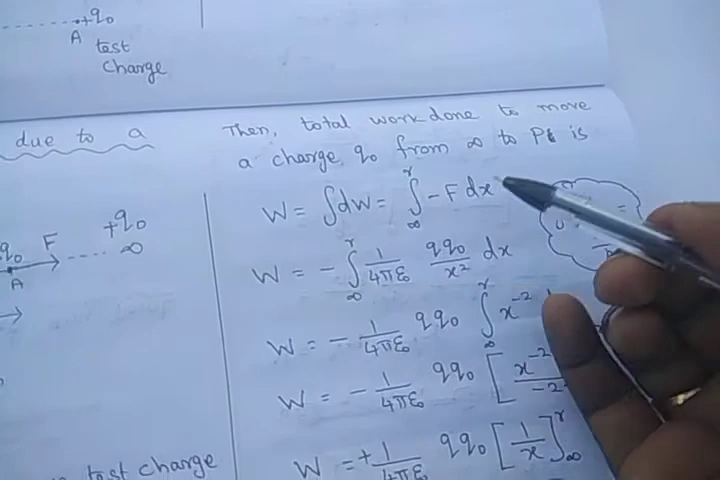 +q₀
A
test
charge
due to a
+q₀
∞
q₀ F
A
test charge
Then, total work done to move
a charge q₀ from ∞ to P is
W = ∫dW = ∫_∞^r -F dx
W = - ∫_∞^r 1/4πε₀ qq₀/x² dx
W = - 1/4πε₀ qq₀ ∫_∞^r x⁻²
W = - 1/4πε₀ qq₀ [ x⁻²/-2
W = + 1/4πε₀ qq₀ [1/x]_∞^r